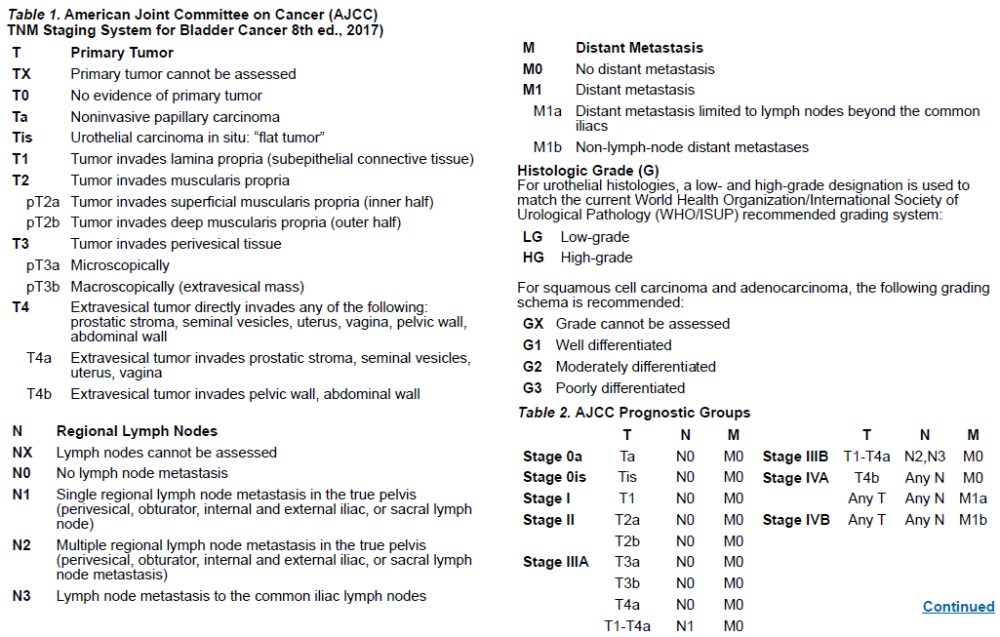 Table 1. American Joint Committee on Cancer (AJCC)
TNM Staging System for Bladder Cancer 8th ed., 2017)
T Primary Tumor
TX Primary tumor cannot be assessed
T0 No evidence of primary tumor
Ta Noninvasive papillary carcinoma
Tis Urothelial carcinoma in situ: “flat tumor”
T1 Tumor invades lamina propria (subepithelial connective tissue)
T2 Tumor invades muscularis propria
pT2a Tumor invades superficial muscularis propria (inner half)
pT2b Tumor invades deep muscularis propria (outer half)
T3 Tumor invades perivesical tissue
pT3a Microscopically
pT3b Macroscopically (extravesical mass)
T4 Extravesical tumor directly invades any of the following:
prostatic stroma, seminal vesicles, uterus, vagina, pelvic wall,
abdominal wall
T4a Extravesical tumor invades prostatic stroma, seminal vesicles,
uterus, vagina
T4b Extravesical tumor invades pelvic wall, abdominal wall
N Regional Lymph Nodes
NX Lymph nodes cannot be assessed
N0 No lymph node metastasis
N1 Single regional lymph node metastasis in the true pelvis
(perivesical, obturator, internal and external iliac, or sacral lymph
node)
N2 Multiple regional lymph node metastasis in the true pelvis
(perivesical, obturator, internal and external iliac, or sacral lymph
node metastasis)
N3 Lymph node metastasis to the common iliac lymph nodes
M Distant Metastasis
M0 No distant metastasis
M1 Distant metastasis
M1a Distant metastasis limited to lymph nodes beyond the common
iliacs
M1b Non-lymph-node distant metastases
Histologic Grade (G)
For urothelial histologies, a low- and high-grade designation is used to
match the current World Health Organization/International Society of
Urological Pathology (WHO/ISUP) recommended grading system:
LG Low-grade
HG High-grade
For squamous cell carcinoma and adenocarcinoma, the following grading
schema is recommended:
GX Grade cannot be assessed
G1 Well differentiated
G2 Moderately differentiated
G3 Poorly differentiated
Table 2. AJCC Prognostic Groups
T N M T N M
Stage 0a Ta N0 M0 Stage IIIB T1-T4a N2,N3 M0
Stage 0is Tis N0 M0 Stage IVA T4b Any N M0
Stage I T1 N0 M0 Any T Any N M1a
Stage II T2a N0 M0 Stage IVB Any T Any N M1b
T2b N0 M0
Stage IIIA T3a N0 M0
T3b N0 M0
T4a N0 M0
T1-T4a N1 M0
Continued